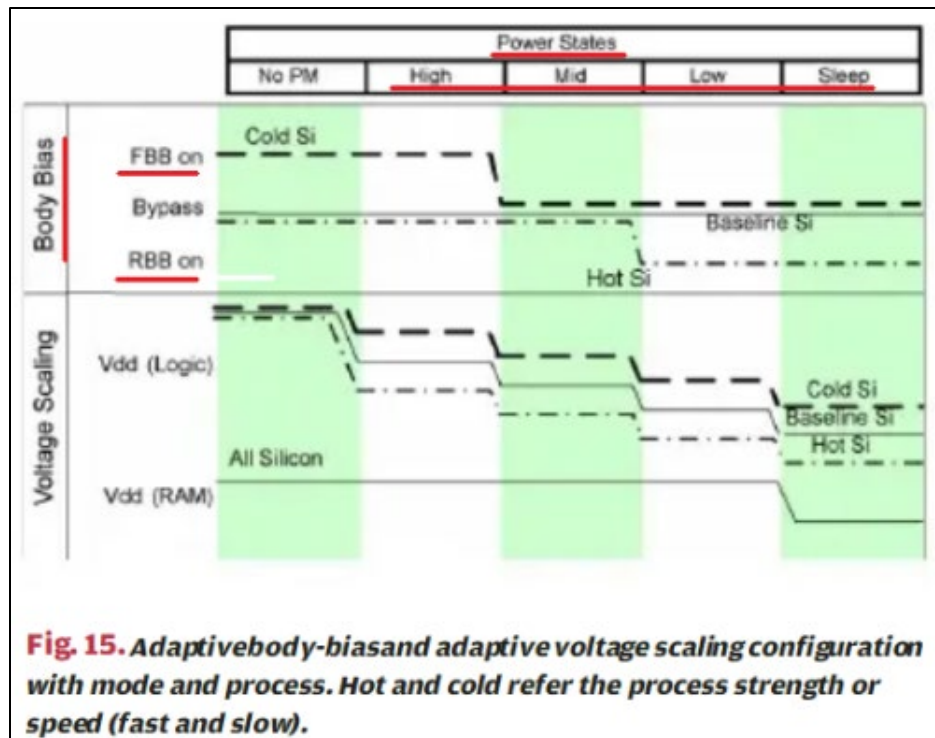 Power States
No PM High Mid Low Sleep
Body Bias
FBB on
Bypass
RBB on
Cold Si
Baseline Si
Hot Si
Voltage Scaling
Vdd (Logic)
Vdd (RAM)
Cold Si
Baseline Si
Hot Si
All Silicon
Fig. 15. Adaptivebody-biasand adaptive voltage scaling configuration
with mode and process. Hot and cold refer the process strength or
speed (fast and slow).